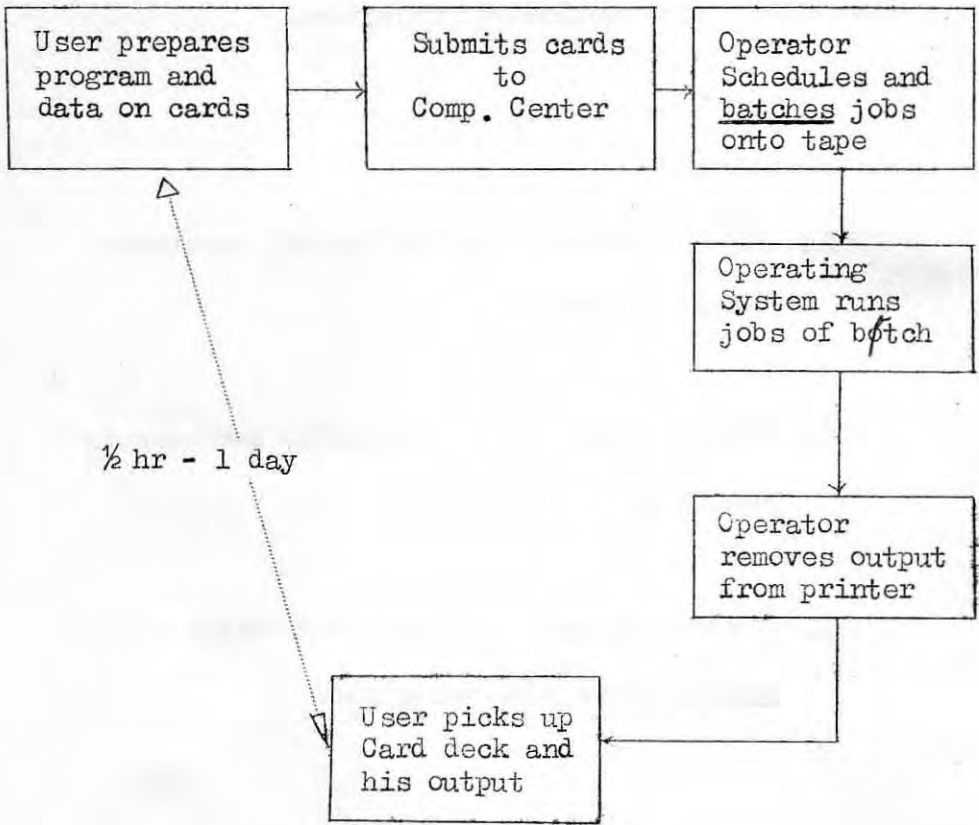 User prepares
program and
data on cards
Submits cards
to
Comp. Center
Operator
Schedules and
batches jobs
onto tape
Operating
System runs
jobs of batch
½ hr - 1 day
Operator
removes output
from printer
User picks up
Card deck and
his output